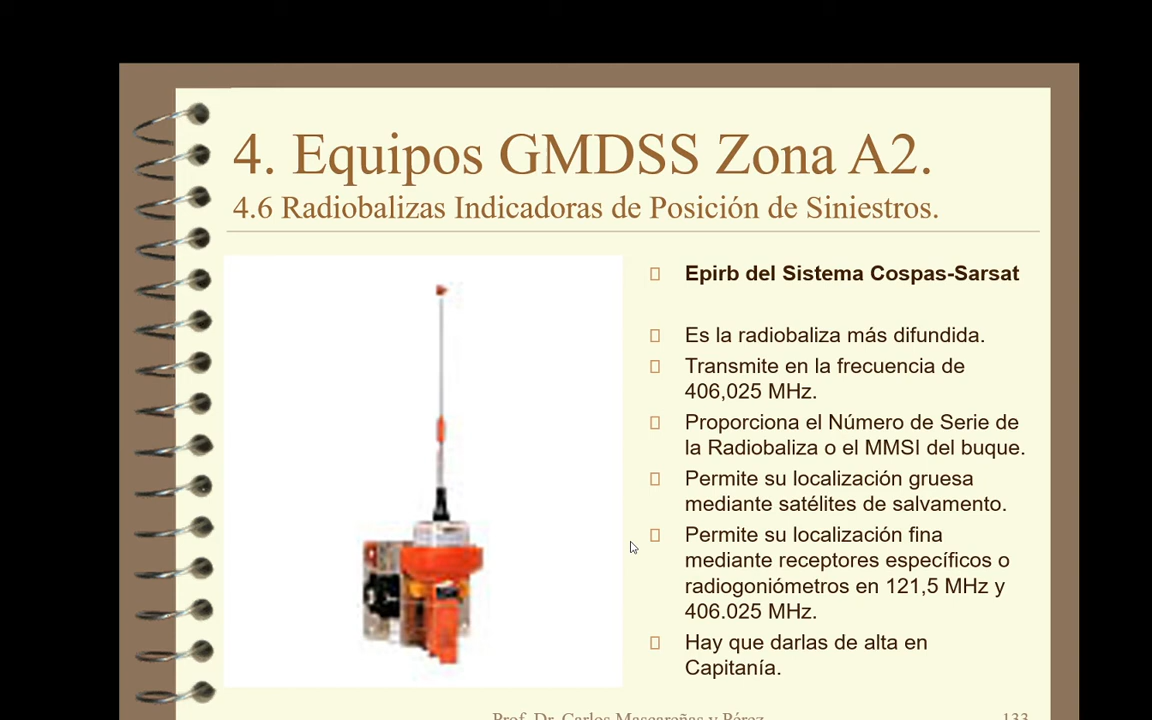 4. Equipos GMDSS Zona A2.
4.6 Radiobalizas Indicadoras de Posición de Siniestros.
Epirb del Sistema Cospas-Sarsat
Es la radiobaliza más difundida.
Transmite en la frecuencia de
406,025 MHz.
Proporciona el Número de Serie de
la Radiobaliza o el MMSI del buque.
Permite su localización gruesa
mediante satélites de salvamento.
Permite su localización fina
mediante receptores específicos o
radiogoniómetros en 121,5 MHz y
406.025 MHz.
Hay que darlas de alta en
Capitanía.
Prof. Dr. Carlos Mascareñas y Pérez 133